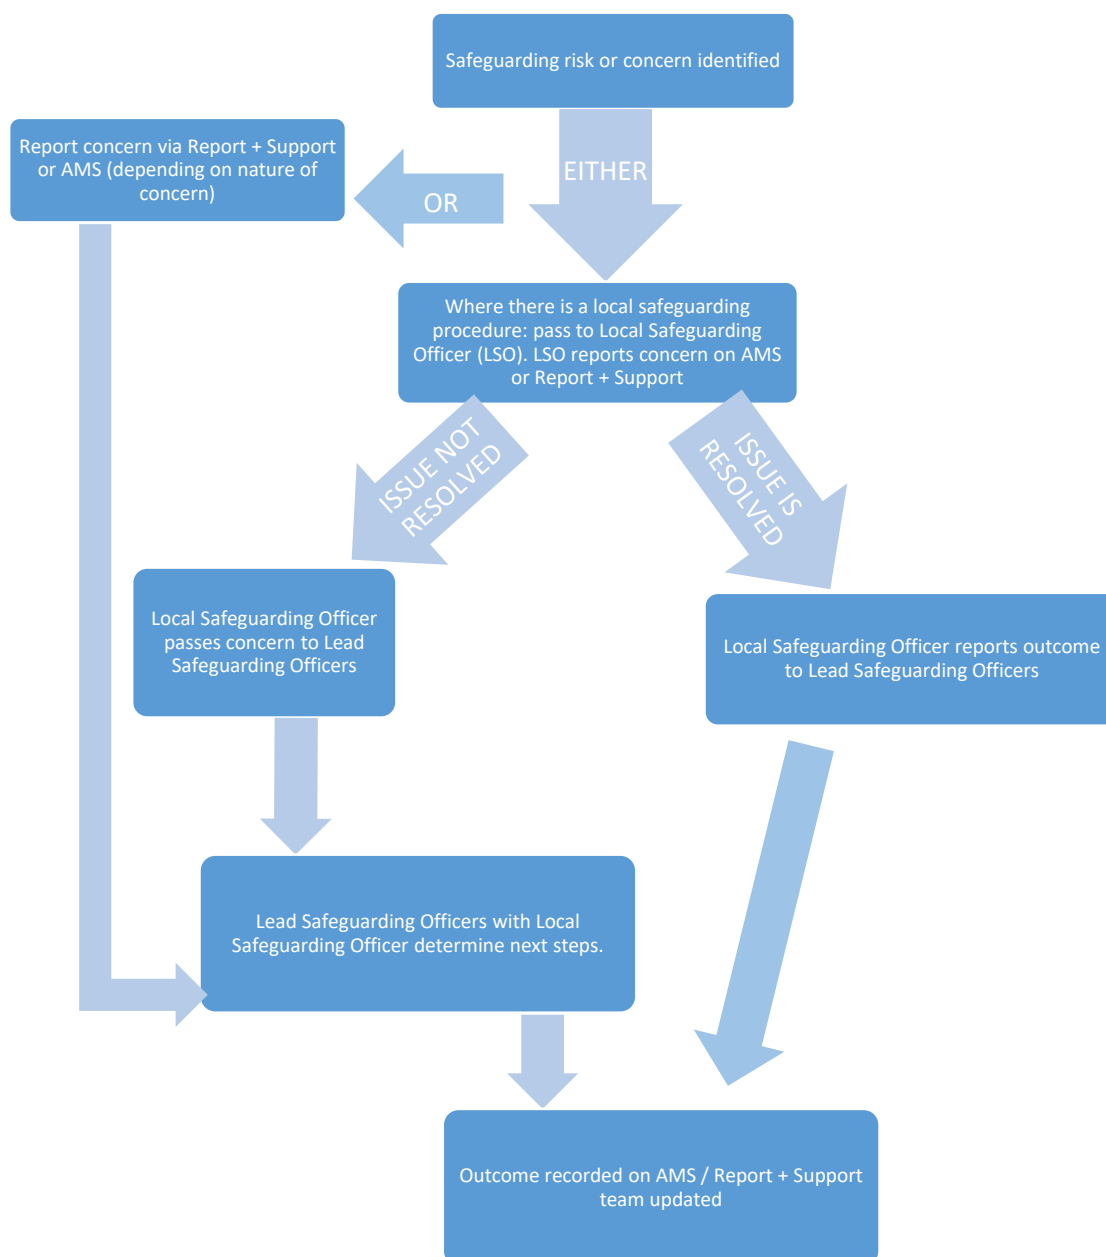 Safeguarding risk or concern identified
Report concern via Report + Support
or AMS (depending on nature of
concern)
EITHER
OR
Where there is a local safeguarding
procedure: pass to Local Safeguarding
Officer (LSO). LSO reports concern on AMS
or Report + Support
ISSUE NOT
RESOLVED
ISSUE IS
RESOLVED
Local Safeguarding Officer
passes concern to Lead
Safeguarding Officers
Local Safeguarding Officer reports outcome
to Lead Safeguarding Officers
Lead Safeguarding Officers with Local
Safeguarding Officer determine next steps.
Outcome recorded on AMS / Report + Support
team updated